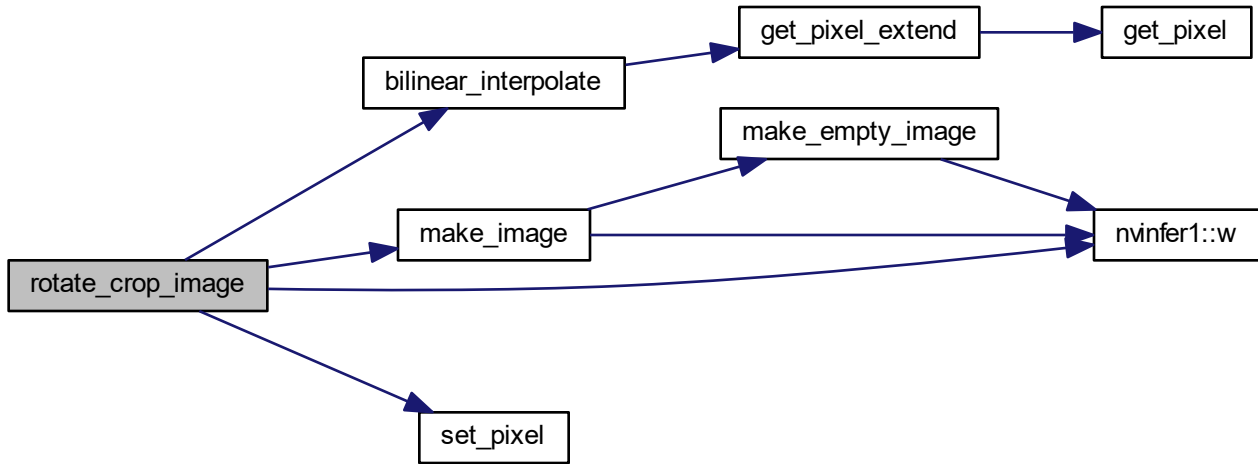 get_pixel_extend
get_pixel
bilinear_interpolate
make_empty_image
make_image
nvinfer1::w
rotate_crop_image
set_pixel